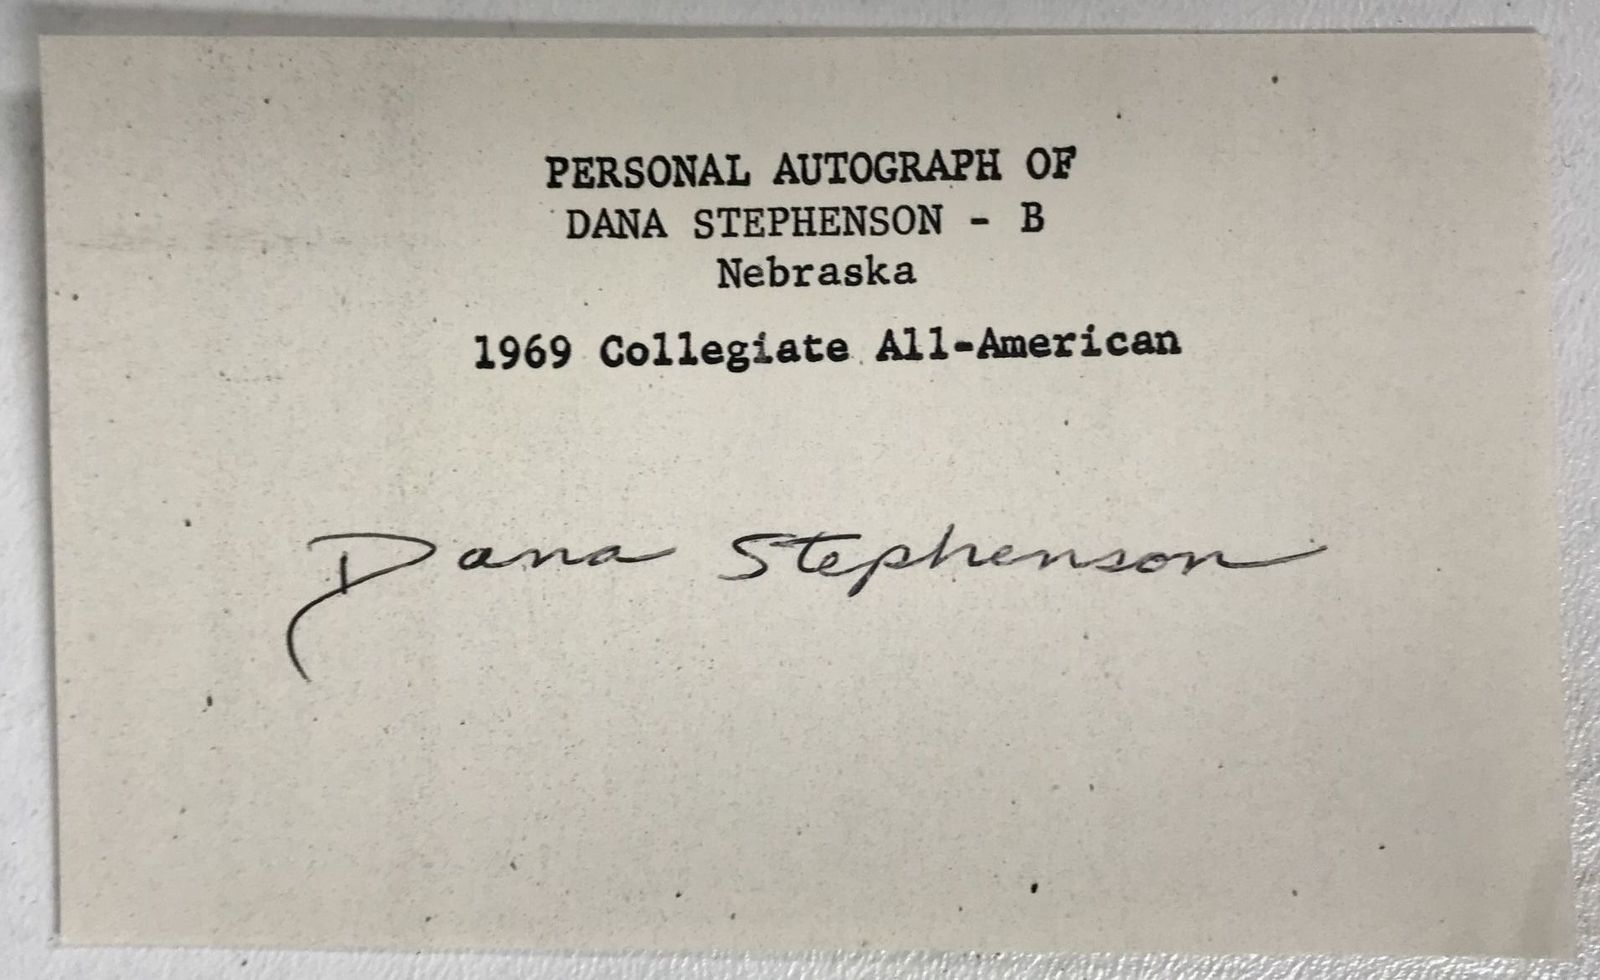 PERSONAL AUTOGRAPH OF
DANA STEPHENSON - B
Nebraska
1969 Collegiate All-American
Dana Stephenson